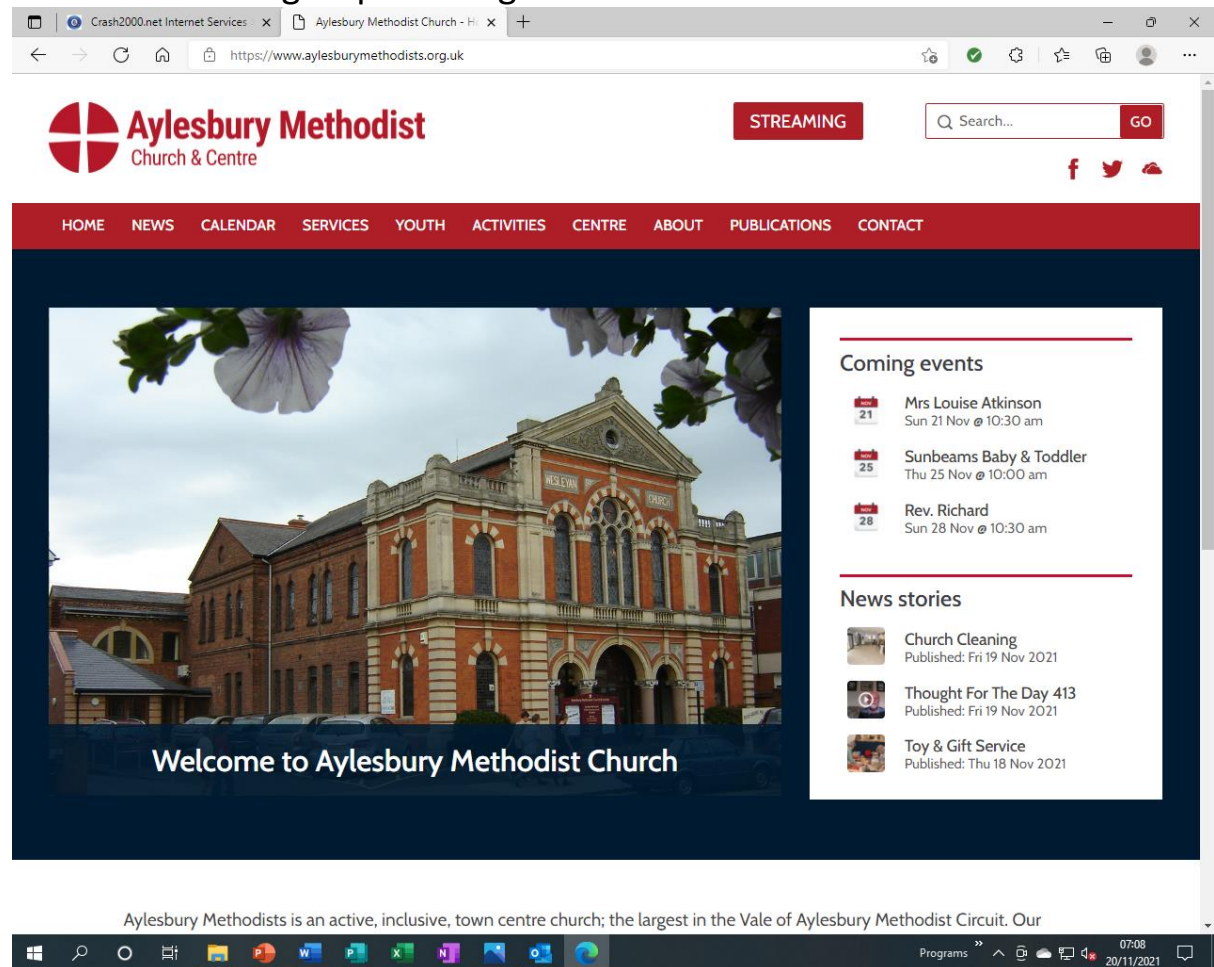 Crash2000.net Internet Services
Aylesbury Methodist Church - H
https://www.aylesburymethodists.org.uk
Aylesbury Methodist
Church & Centre
STREAMING
Search...
GO
HOME NEWS CALENDAR SERVICES YOUTH ACTIVITIES CENTRE ABOUT PUBLICATIONS CONTACT
WESLEYAN CHURCH
Welcome to Aylesbury Methodist Church
Coming events
NOV
21
Mrs Louise Atkinson
Sun 21 Nov @ 10:30 am
NOV
25
Sunbeams Baby & Toddler
Thu 25 Nov @ 10:00 am
NOV
28
Rev. Richard
Sun 28 Nov @ 10:30 am
News stories
Church Cleaning
Published: Fri 19 Nov 2021
Thought For The Day 413
Published: Fri 19 Nov 2021
Toy & Gift Service
Published: Thu 18 Nov 2021
Aylesbury Methodists is an active, inclusive, town centre church; the largest in the Vale of Aylesbury Methodist Circuit. Our
Programs
07:08
20/11/2021